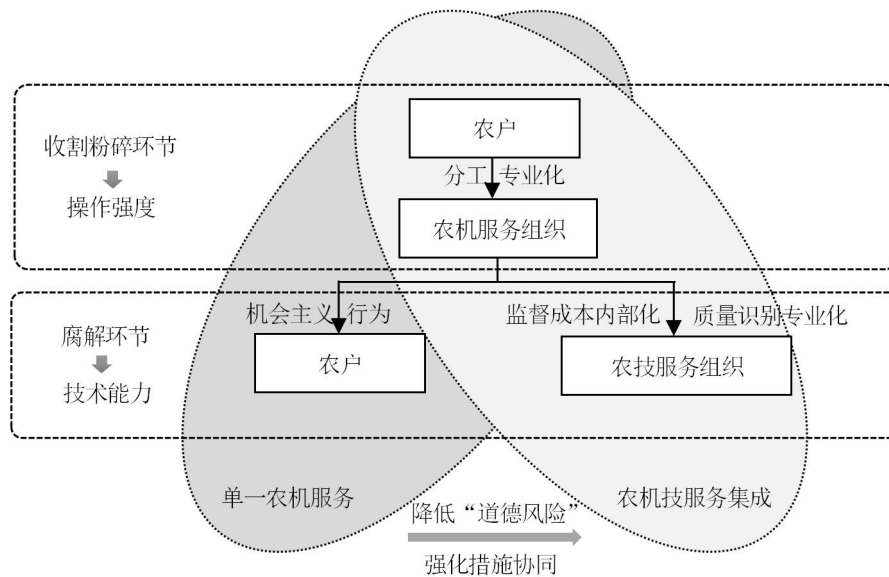 农户
收割粉碎环节
分工 专业化
操作强度
农机服务组织
机会主义 行为
监督成本内部化 质量识别专业化
腐解环节
农户
农技服务组织
技术能力
单一农机服务
农机技服务集成
降低“道德风险”
强化措施协同